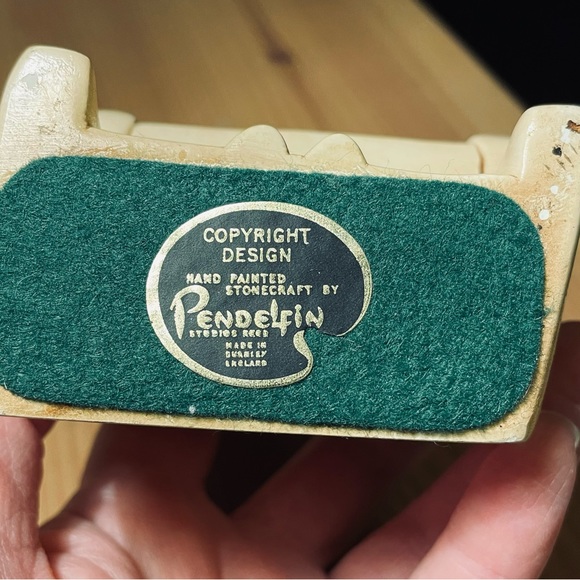 COPYRIGHT
DESIGN
HAND PAINTED
STONECRAFT BY
PENDELFIN
STUDIOS REGD
MADE IN
BURNLEY
ENGLAND